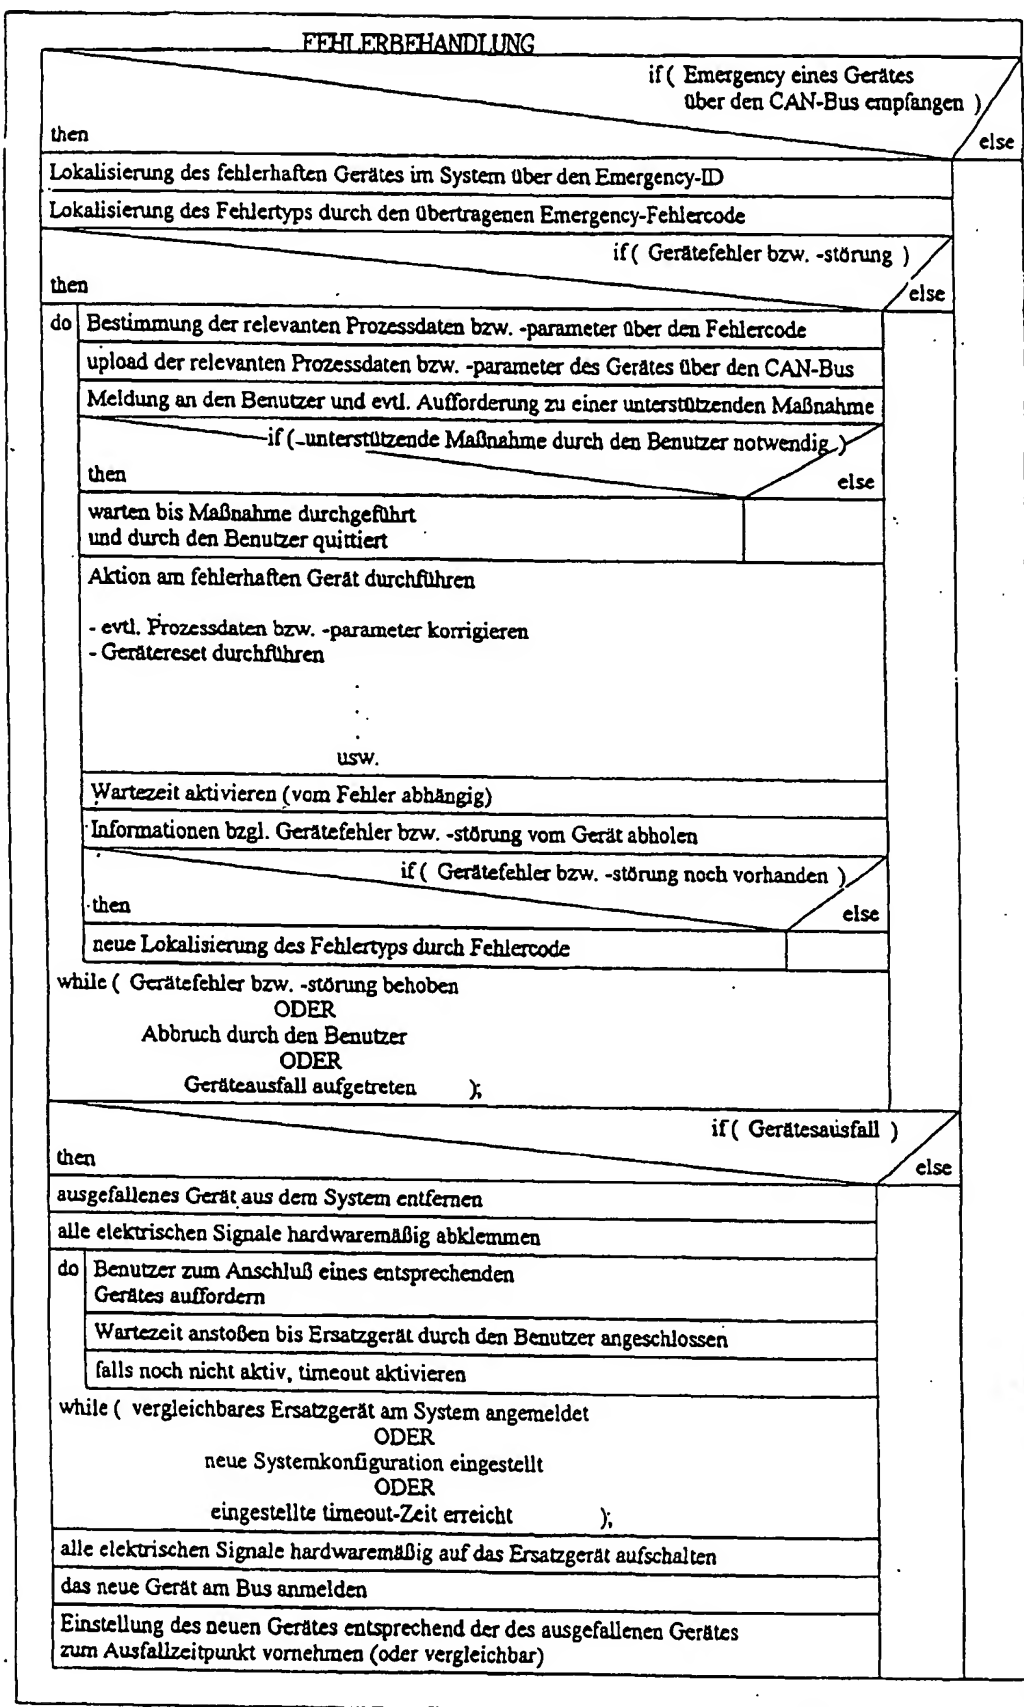 FEHLERBEHANDLUNG
if ( Emergency eines Gerätes
über den CAN-Bus empfangen )
then
else
Lokalisierung des fehlerhaften Gerätes im System über den Emergency-ID
Lokalisierung des Fehlertyps durch den übertragenen Emergency-Fehlercode
if ( Gerätefehler bzw. -störung )
then
else
do Bestimmung der relevanten Prozessdaten bzw. -parameter über den Fehlercode
upload der relevanten Prozessdaten bzw. -parameter des Gerätes über den CAN-Bus
Meldung an den Benutzer und evtl. Aufforderung zu einer unterstützenden Maßnahme
if ( unterstützende Maßnahme durch den Benutzer notwendig )
then
else
warten bis Maßnahme durchgeführt
und durch den Benutzer quittiert
Aktion am fehlerhaften Gerät durchführen
- evtl. Prozessdaten bzw. -parameter korrigieren
- Gerätereset durchführen
.
.
.
usw.
Wartezeit aktivieren (vom Fehler abhängig)
Informationen bzgl. Gerätefehler bzw. -störung vom Gerät abholen
if ( Gerätefehler bzw. -störung noch vorhanden )
then
else
neue Lokalisierung des Fehlertyps durch Fehlercode
while ( Gerätefehler bzw. -störung behoben
ODER
Abbruch durch den Benutzer
ODER
Geräteausfall aufgetreten );
if ( Gerätesausfall )
then
else
ausgefallenes Gerät aus dem System entfernen
alle elektrischen Signale hardwaremäßig abklemmen
do Benutzer zum Anschluß eines entsprechenden
Gerätes auffordern
Wartezeit anstoßen bis Ersatzgerät durch den Benutzer angeschlossen
falls noch nicht aktiv, timeout aktivieren
while ( vergleichbares Ersatzgerät am System angemeldet
ODER
neue Systemkonfiguration eingestellt
ODER
eingestellte timeout-Zeit erreicht );
alle elektrischen Signale hardwaremäßig auf das Ersatzgerät aufschalten
das neue Gerät am Bus anmelden
Einstellung des neuen Gerätes entsprechend der des ausgefallenen Gerätes
zum Ausfallzeitpunkt vornehmen (oder vergleichbar)